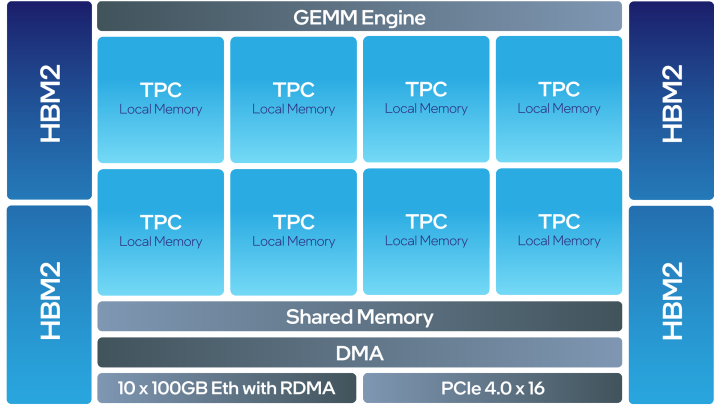 GEMM Engine
HBM2
HBM2
TPC
Local Memory
TPC
Local Memory
TPC
Local Memory
TPC
Local Memory
TPC
Local Memory
TPC
Local Memory
TPC
Local Memory
TPC
Local Memory
HBM2
HBM2
Shared Memory
DMA
10 x 100GB Eth with RDMA
PCIe 4.0 x 16